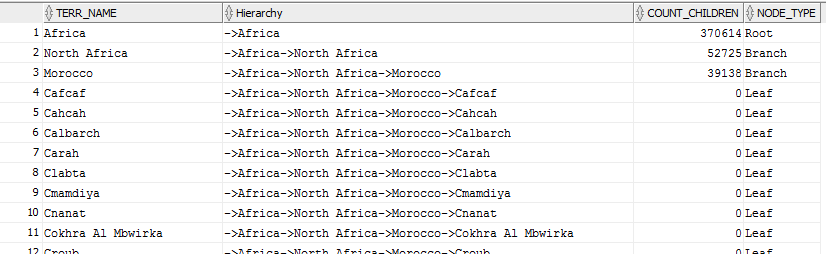 TERR_NAME Hierarchy COUNT_CHILDREN NODE_TYPE
1 Africa ->Africa 370614 Root
2 North Africa ->Africa->North Africa 52725 Branch
3 Morocco ->Africa->North Africa->Morocco 39138 Branch
4 Cafcaf ->Africa->North Africa->Morocco->Cafcaf 0 Leaf
5 Cahcah ->Africa->North Africa->Morocco->Cahcah 0 Leaf
6 Calbarch ->Africa->North Africa->Morocco->Calbarch 0 Leaf
7 Carah ->Africa->North Africa->Morocco->Carah 0 Leaf
8 Clabta ->Africa->North Africa->Morocco->Clabta 0 Leaf
9 Cmamdiya ->Africa->North Africa->Morocco->Cmamdiya 0 Leaf
10 Cnanat ->Africa->North Africa->Morocco->Cnanat 0 Leaf
11 Cokhra Al Mbwirka ->Africa->North Africa->Morocco->Cokhra Al Mbwirka 0 Leaf
12 Croub ->Africa->North Africa->Morocco->Croub 0 Leaf